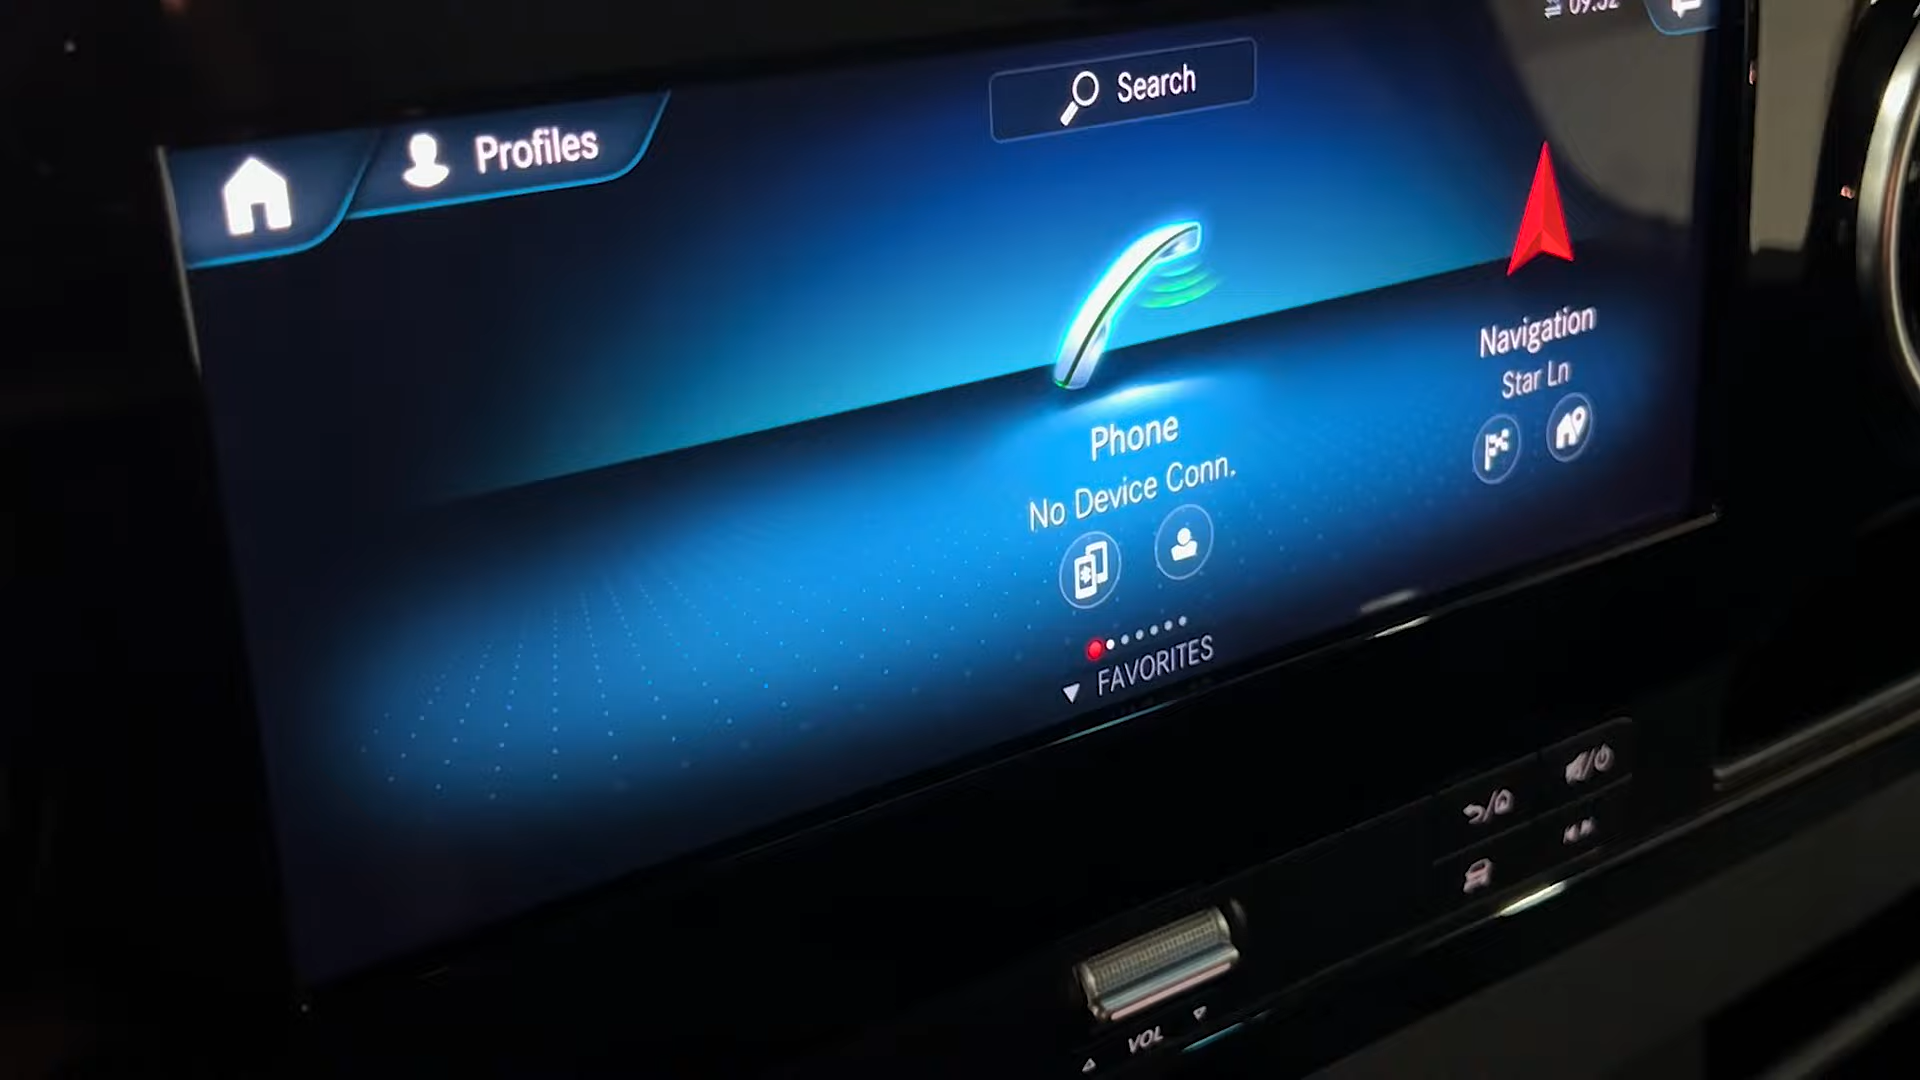 Search
Profiles
Navigation
Star Ln
Phone
No Device Conn.
FAVORITES
VOL